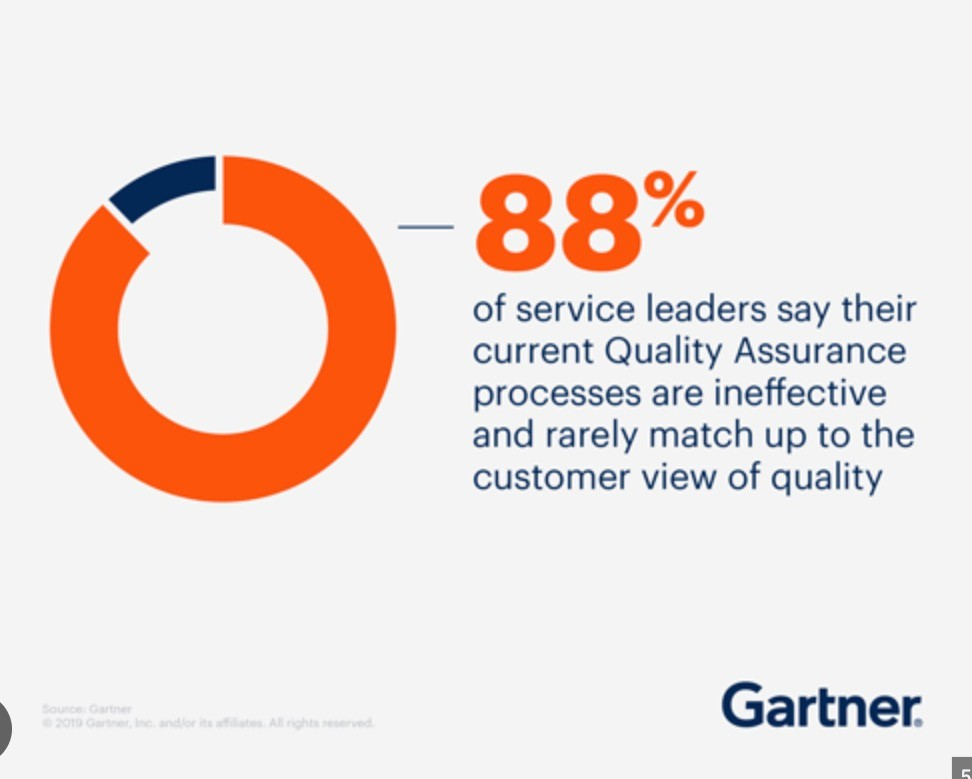 88%
of service leaders say their
current Quality Assurance
processes are ineffective
and rarely match up to the
customer view of quality
Source: Gartner
© 2019 Gartner, Inc. and/or its affiliates. All rights reserved.
Gartner®